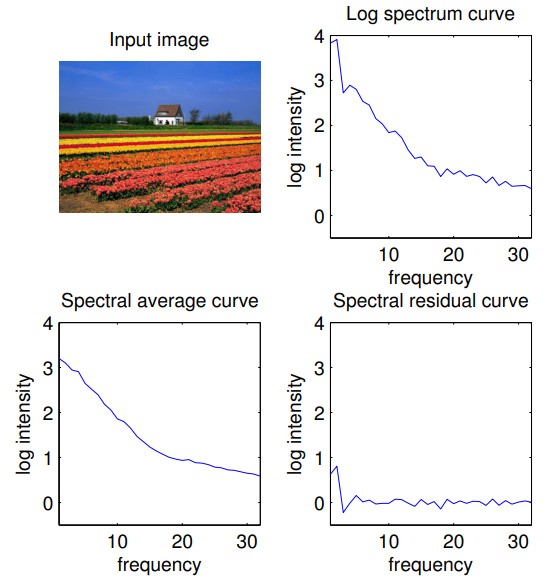 Input image
Log spectrum curve
4
3
2
1
0
log intensity
10
20
30
frequency
Spectral average curve
4
3
2
1
0
log intensity
10
20
30
frequency
Spectral residual curve
4
3
2
1
0
log intensity
10
20
30
frequency